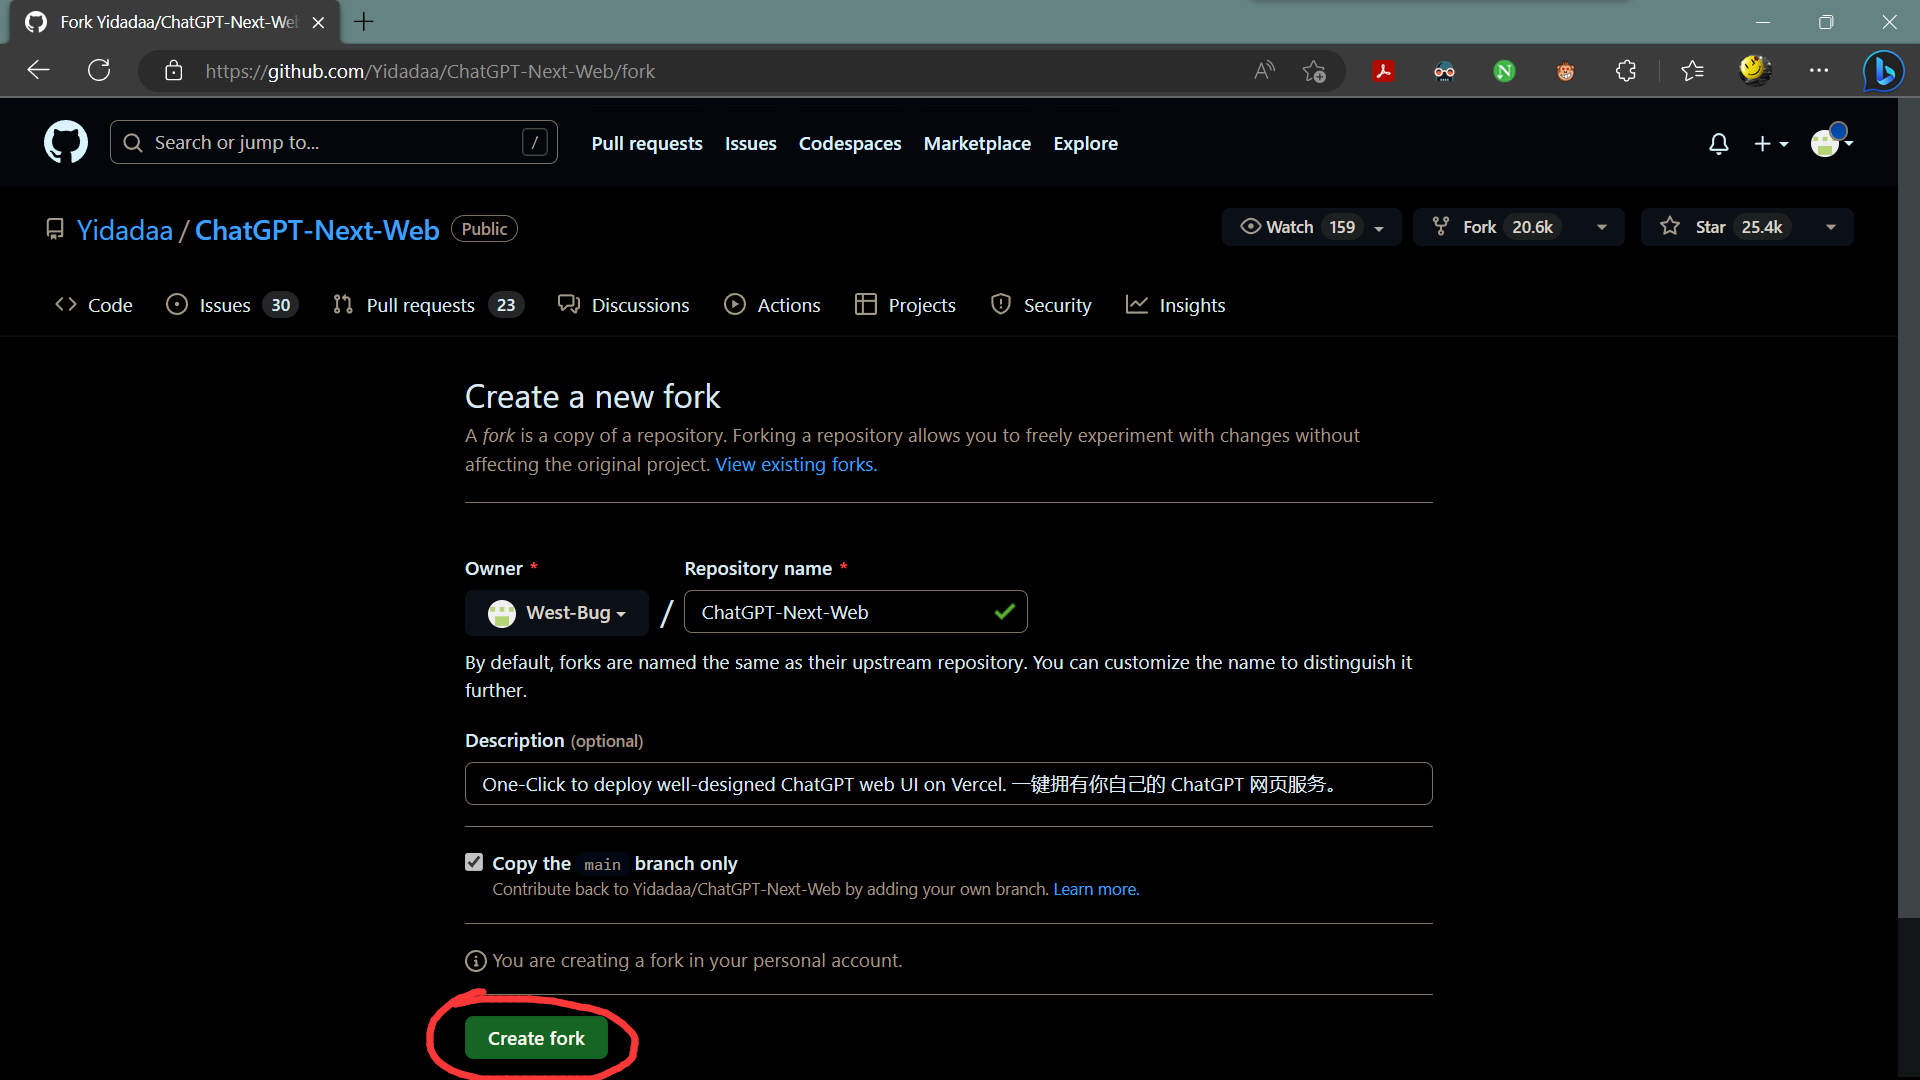 Fork Yidadaa/ChatGPT-Next-We
https://github.com/Yidadaa/ChatGPT-Next-Web/fork
Search or jump to...
/
Pull requests
Issues
Codespaces
Marketplace
Explore
Yidadaa / ChatGPT-Next-Web
Public
Watch 159
Fork 20.6k
Star 25.4k
Code
Issues 30
Pull requests 23
Discussions
Actions
Projects
Security
Insights
Create a new fork
A fork is a copy of a repository. Forking a repository allows you to freely experiment with changes without
affecting the original project. View existing forks.
Owner *
Repository name *
West-Bug
/
ChatGPT-Next-Web
By default, forks are named the same as their upstream repository. You can customize the name to distinguish it
further.
Description (optional)
One-Click to deploy well-designed ChatGPT web UI on Vercel. 一键拥有你自己的 ChatGPT 网页服务。
Copy the main branch only
Contribute back to Yidadaa/ChatGPT-Next-Web by adding your own branch. Learn more.
You are creating a fork in your personal account.
Create fork